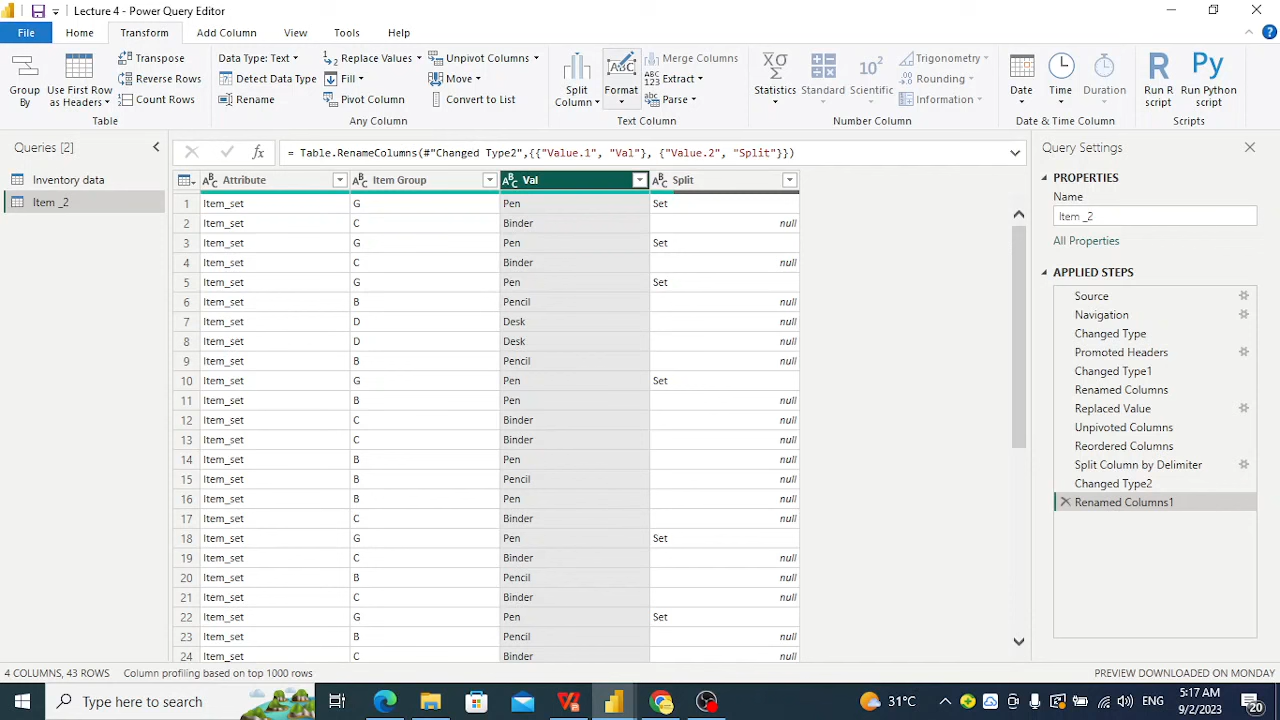 Lecture 4 - Power Query Editor
File Home Transform Add Column View Tools Help
Group By
Use First Row as Headers
Transpose
Reverse Rows
Count Rows
Table
Data Type: Text
Detect Data Type
Rename
Replace Values
Fill
Pivot Column
Unpivot Columns
Move
Convert to List
Any Column
Split Column
Format
ABC
Merge Columns
ABC 123 Extract
abc Parse
Text Column
Statistics
Standard
10² Scientific
Trigonometry
Rounding
Information
Number Column
Date
Time
Duration
Date & Time Column
R Run R script
Py Run Python script
Scripts
Queries [2]
Inventory data
Item _2
fx = Table.RenameColumns(#"Changed Type2",{{"Value.1", "Val"}, {"Value.2", "Split"}})
Attribute Item Group Val Split
1 Item_set G Pen Set
2 Item_set C Binder null
3 Item_set G Pen Set
4 Item_set C Binder null
5 Item_set G Pen Set
6 Item_set B Pencil null
7 Item_set D Desk null
8 Item_set D Desk null
9 Item_set B Pencil null
10 Item_set G Pen Set
11 Item_set B Pen null
12 Item_set C Binder null
13 Item_set C Binder null
14 Item_set B Pen null
15 Item_set B Pencil null
16 Item_set B Pen null
17 Item_set C Binder null
18 Item_set G Pen Set
19 Item_set C Binder null
20 Item_set B Pencil null
21 Item_set C Binder null
22 Item_set G Pen Set
23 Item_set B Pencil null
24 Item_set C Binder null
Query Settings
PROPERTIES
Name
Item _2
All Properties
APPLIED STEPS
Source
Navigation
Changed Type
Promoted Headers
Changed Type1
Renamed Columns
Replaced Value
Unpivoted Columns
Reordered Columns
Split Column by Delimiter
Changed Type2
Renamed Columns1
4 COLUMNS, 43 ROWS Column profiling based on top 1000 rows
PREVIEW DOWNLOADED ON MONDAY
Type here to search
31°C
ENG
5:17 AM
9/2/2023
20